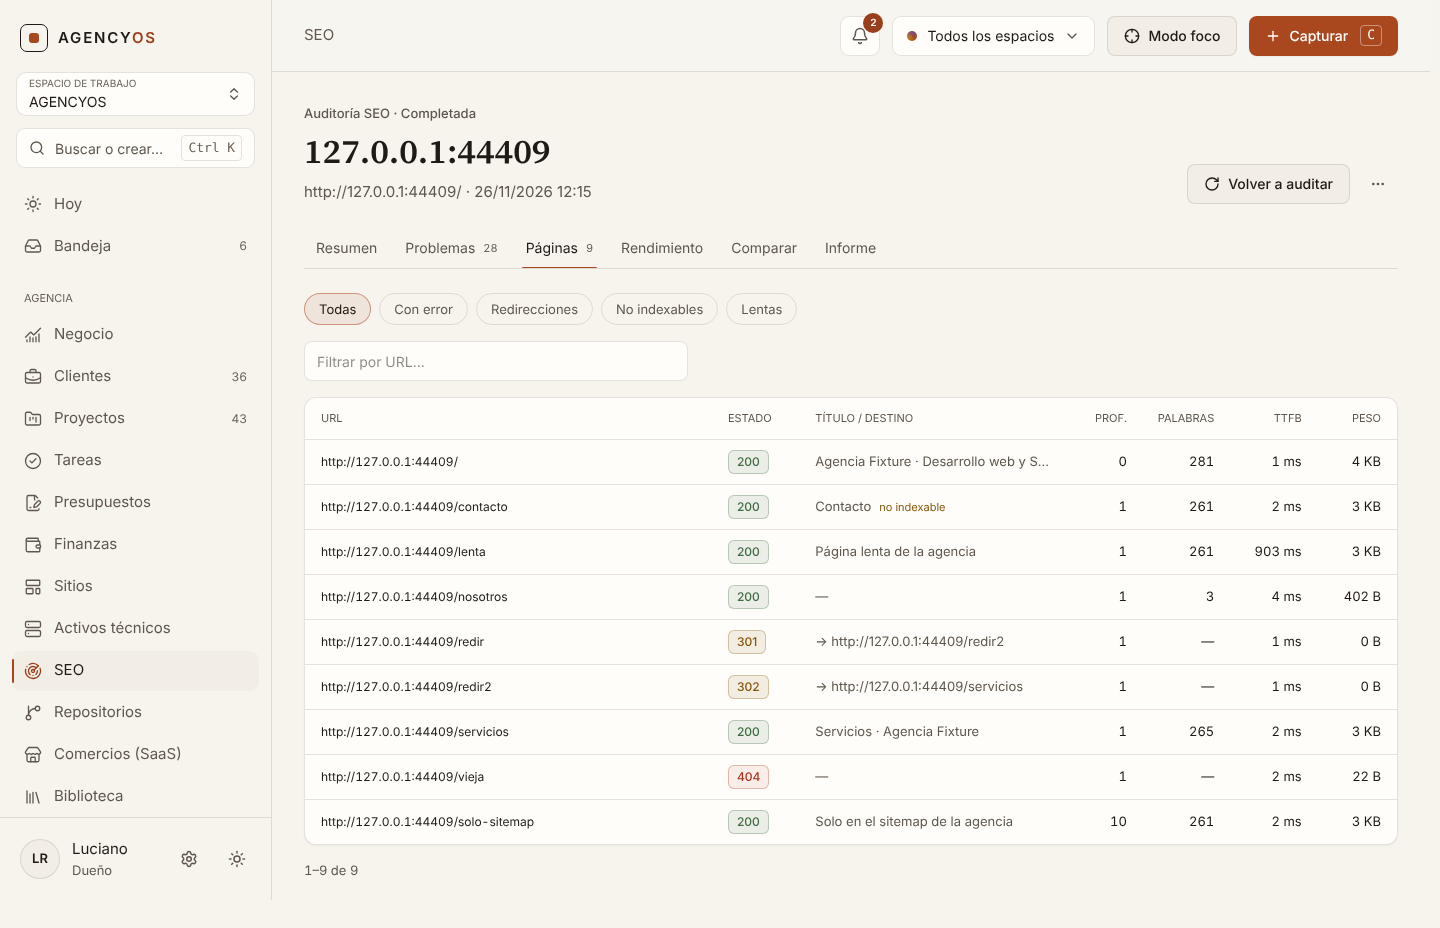 AGENCYOS
ESPACIO DE TRABAJO
AGENCYOS
Buscar o crear... Ctrl K
Hoy
Bandeja 6
AGENCIA
Negocio
Clientes 36
Proyectos 43
Tareas
Presupuestos
Finanzas
Sitios
Activos técnicos
SEO
Repositorios
Comercios (SaaS)
Biblioteca
LR
Luciano
Dueño
SEO
2
Todos los espacios
Modo foco
Capturar C
Auditoría SEO · Completada
127.0.0.1:44409
http://127.0.0.1:44409/ · 26/11/2026 12:15
Volver a auditar
Resumen Problemas 28 Páginas 9 Rendimiento Comparar Informe
Todas Con error Redirecciones No indexables Lentas
Filtrar por URL...
URL ESTADO TÍTULO / DESTINO PROF. PALABRAS TTFB PESO
http://127.0.0.1:44409/ 200 Agencia Fixture · Desarrollo web y S... 0 281 1 ms 4 KB
http://127.0.0.1:44409/contacto 200 Contacto no indexable 1 261 2 ms 3 KB
http://127.0.0.1:44409/lenta 200 Página lenta de la agencia 1 261 903 ms 3 KB
http://127.0.0.1:44409/nosotros 200 — 1 3 4 ms 402 B
http://127.0.0.1:44409/redir 301 → http://127.0.0.1:44409/redir2 1 — 1 ms 0 B
http://127.0.0.1:44409/redir2 302 → http://127.0.0.1:44409/servicios 1 — 1 ms 0 B
http://127.0.0.1:44409/servicios 200 Servicios · Agencia Fixture 1 265 2 ms 3 KB
http://127.0.0.1:44409/vieja 404 — 1 — 2 ms 22 B
http://127.0.0.1:44409/solo-sitemap 200 Solo en el sitemap de la agencia 10 261 2 ms 3 KB
1–9 de 9